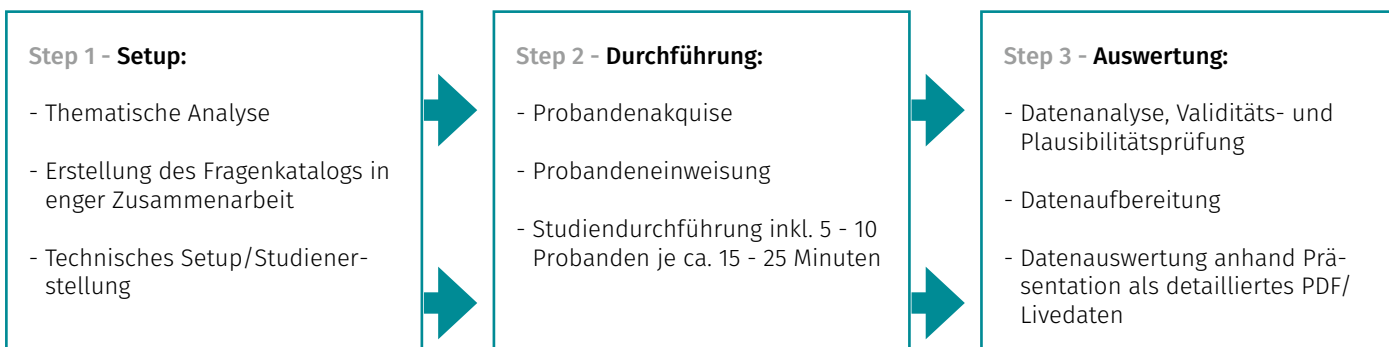 Step 1 - Setup:
- Thematische Analyse
- Erstellung des Fragenkatalogs in
enger Zusammenarbeit
- Technisches Setup/Studiener-
stellung
Step 2 - Durchführung:
- Probandenakquise
- Probandeneinweisung
- Studiendurchführung inkl. 5 - 10
Probanden je ca. 15 - 25 Minuten
Step 3 - Auswertung:
- Datenanalyse, Validitäts- und
Plausibilitätsprüfung
- Datenaufbereitung
- Datenauswertung anhand Prä-
sentation als detailliertes PDF/
Livedaten